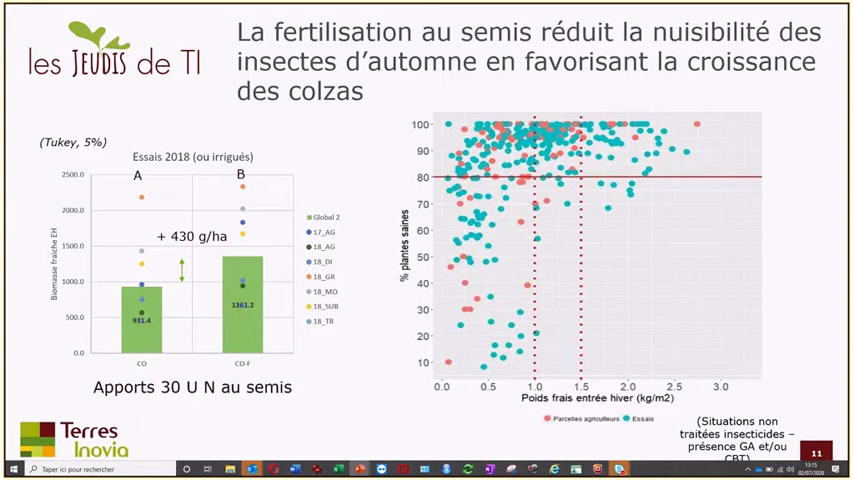 les JEUDIS de TI
La fertilisation au semis réduit la nuisibilité des
insectes d'automne en favorisant la croissance
des colzas
(Tukey, 5%)
Essais 2018 (ou irrigués)
2500.0
2000.0
1500.0
1000.0
500.0
0.0
Biomasse fraîche EH
A
B
+ 430 g/ha
931.4
1361.2
CO
CO-F
Global 2
17_AG
18_AG
18_DI
18_GR
18_MO
18_SUB
18_TR
Apports 30 U N au semis
100
90
80
70
60
50
40
30
20
10
% plantes saines
0.0
0.5
1.0
1.5
2.0
2.5
3.0
Poids frais entrée hiver (kg/m2)
Parcelles agriculteurs
Essais
(Situations non
traitées insecticides –
présence GA et/ou
CBT)
Terres
Inovia
11
Taper ici pour rechercher
13:15
02/07/2020